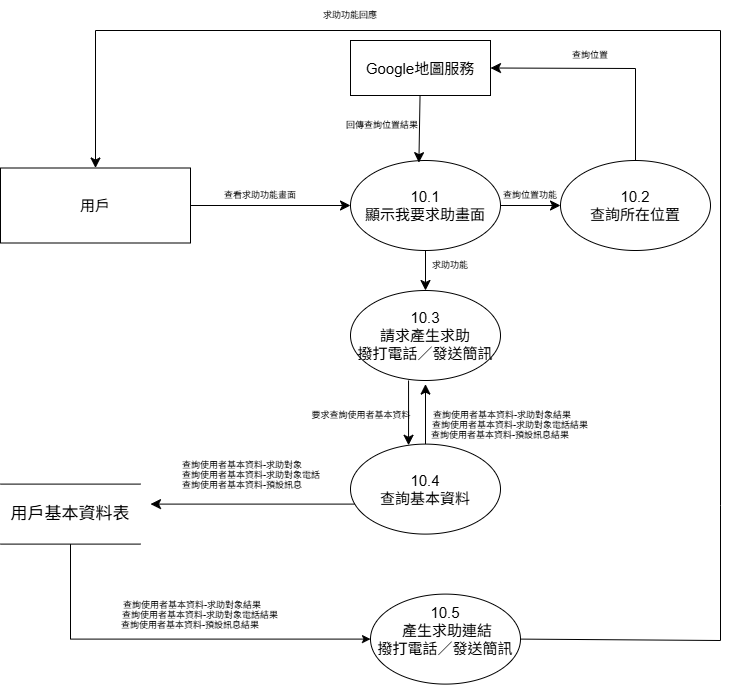 求助功能回應
Google地圖服務
查詢位置
回傳查詢位置結果
用戶
查看求助功能畫面
10.1
顯示我要求助畫面
查詢位置功能
10.2
查詢所在位置
求助功能
10.3
請求產生求助
撥打電話／發送簡訊
要求查詢使用者基本資料
查詢使用者基本資料-求助對象結果
查詢使用者基本資料-求助對象電話結果
查詢使用者基本資料-預設訊息結果
10.4
查詢基本資料
查詢使用者基本資料-求助對象
查詢使用者基本資料-求助對象電話
查詢使用者基本資料-預設訊息
用戶基本資料表
查詢使用者基本資料-求助對象結果
查詢使用者基本資料-求助對象電話結果
查詢使用者基本資料-預設訊息結果
10.5
產生求助連結
撥打電話／發送簡訊